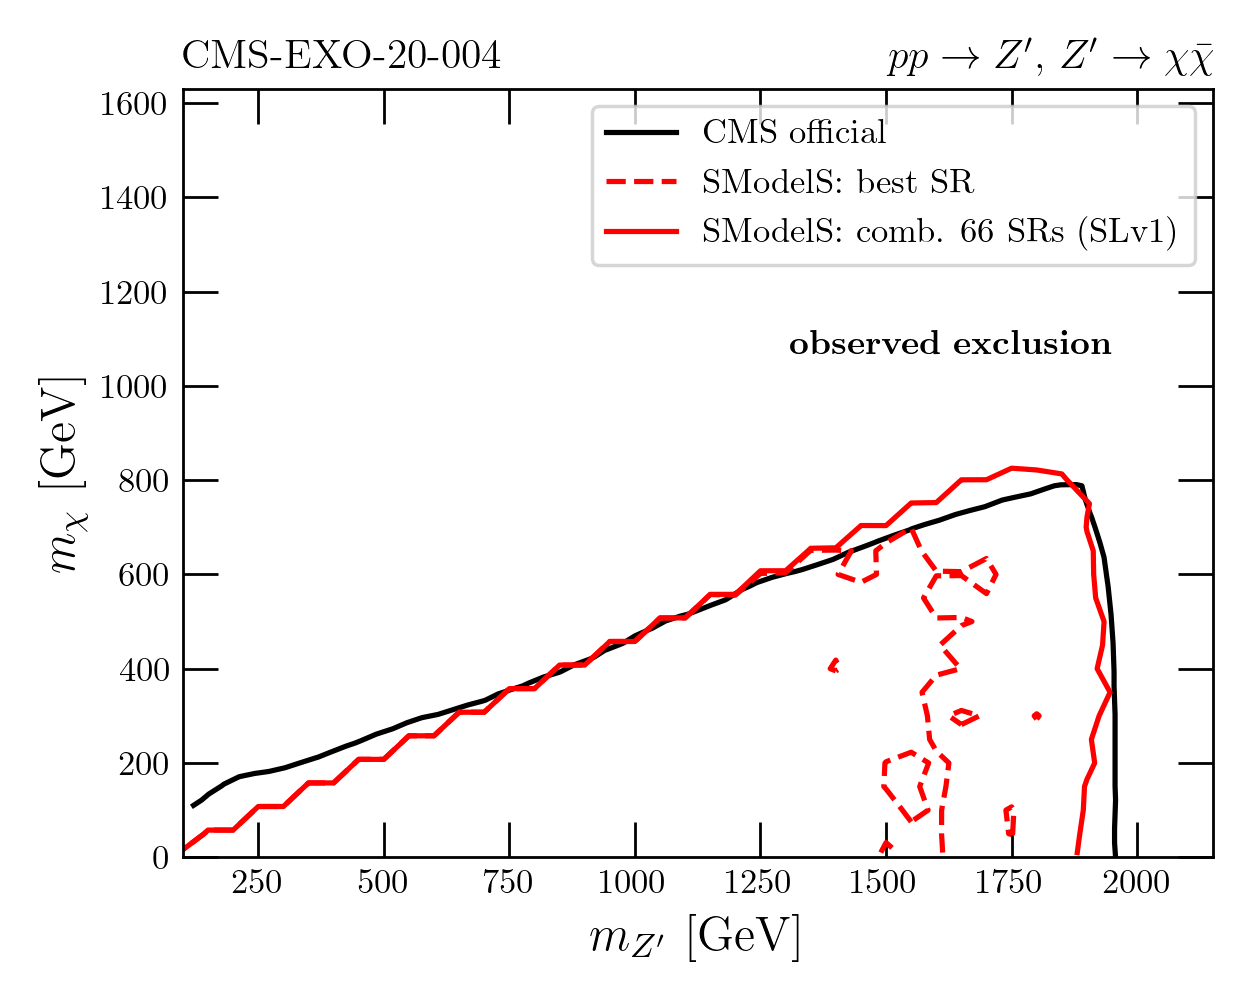 CMS-EXO-20-004
pp → Z′, Z′ → χχ̄
CMS official
SModelS: best SR
SModelS: comb. 66 SRs (SLv1)
observed exclusion
1600
1400
1200
1000
800
600
400
200
0
m_χ [GeV]
250 500 750 1000 1250 1500 1750 2000
m_Z′ [GeV]